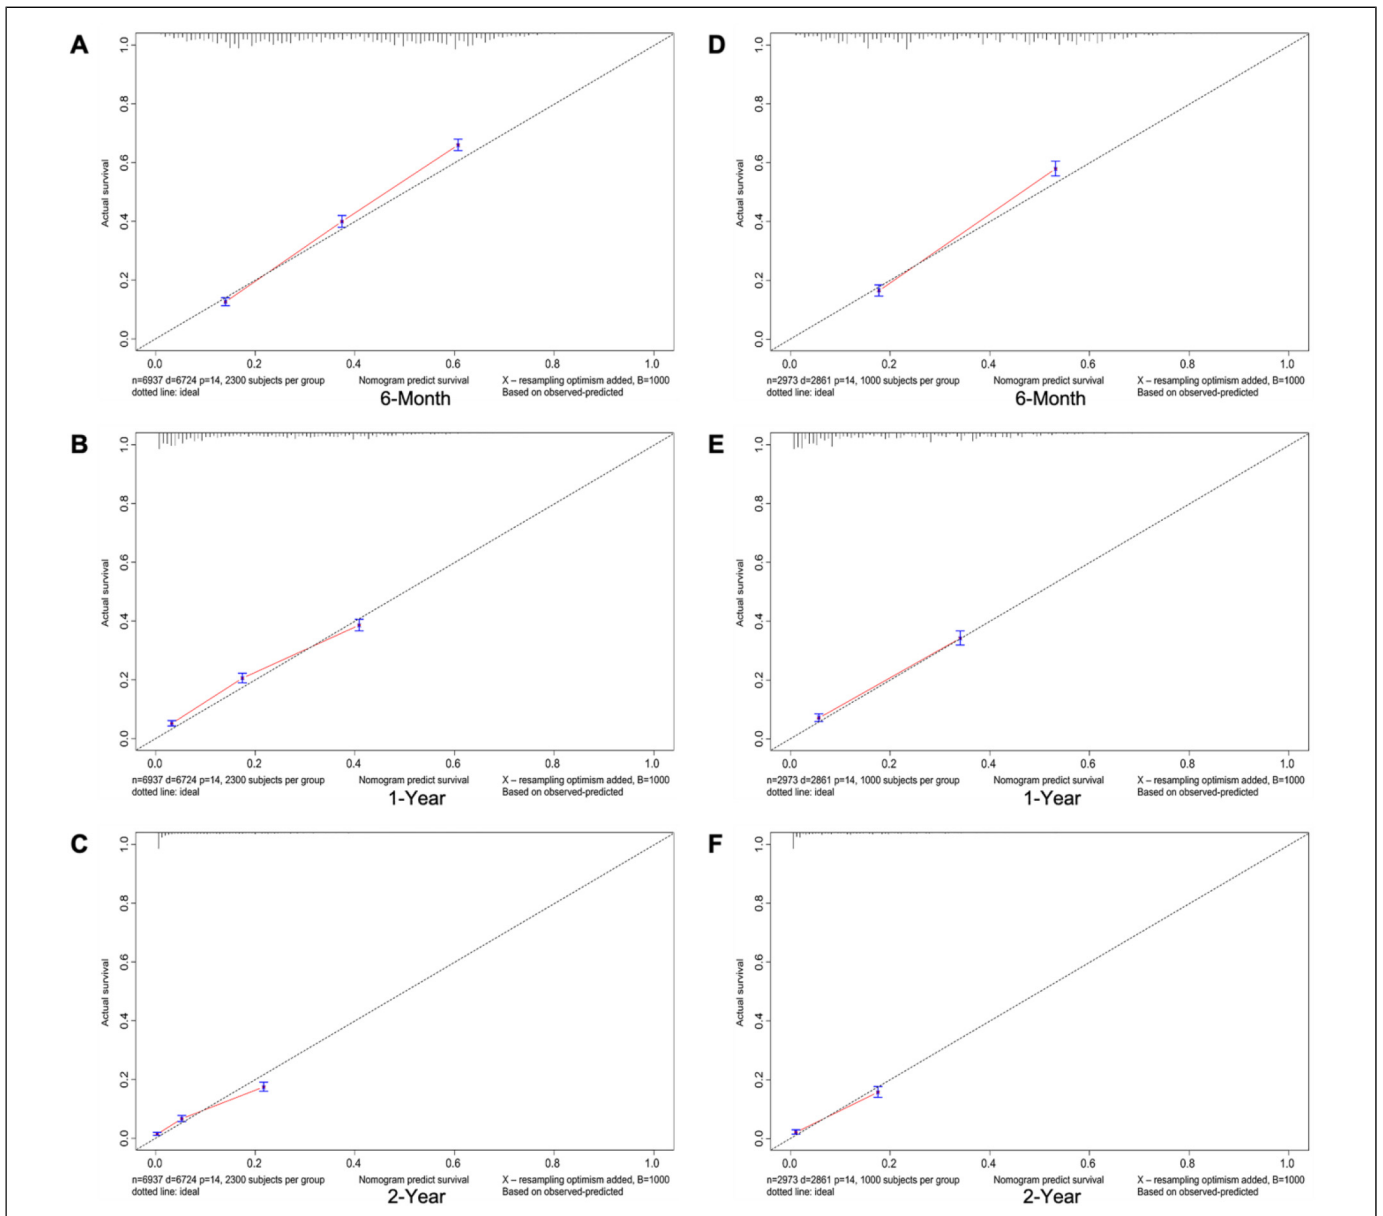 A
1.0
0.8
0.6
0.4
0.2
0.0
Actual survival
0.0 0.2 0.4 0.6 0.8 1.0
n=6937 d=6724 p=14, 2300 subjects per group Nomogram predict survival X – resampling optimism added, B=1000
dotted line: ideal Based on observed-predicted
6-Month
D
1.0
0.8
0.6
0.4
0.2
0.0
Actual survival
0.0 0.2 0.4 0.6 0.8 1.0
n=2973 d=2861 p=14, 1000 subjects per group Nomogram predict survival X – resampling optimism added, B=1000
dotted line: ideal Based on observed-predicted
6-Month
B
1.0
0.8
0.6
0.4
0.2
0.0
Actual survival
0.0 0.2 0.4 0.6 0.8 1.0
n=6937 d=6724 p=14, 2300 subjects per group Nomogram predict survival X – resampling optimism added, B=1000
dotted line: ideal Based on observed-predicted
1-Year
E
1.0
0.8
0.6
0.4
0.2
0.0
Actual survival
0.0 0.2 0.4 0.6 0.8 1.0
n=2973 d=2861 p=14, 1000 subjects per group Nomogram predict survival X – resampling optimism added, B=1000
dotted line: ideal Based on observed-predicted
1-Year
C
1.0
0.8
0.6
0.4
0.2
0.0
Actual survival
0.0 0.2 0.4 0.6 0.8 1.0
n=6937 d=6724 p=14, 2300 subjects per group Nomogram predict survival X – resampling optimism added, B=1000
dotted line: ideal Based on observed-predicted
2-Year
F
1.0
0.8
0.6
0.4
0.2
0.0
Actual survival
0.0 0.2 0.4 0.6 0.8 1.0
n=2973 d=2861 p=14, 1000 subjects per group Nomogram predict survival X – resampling optimism added, B=1000
dotted line: ideal Based on observed-predicted
2-Year